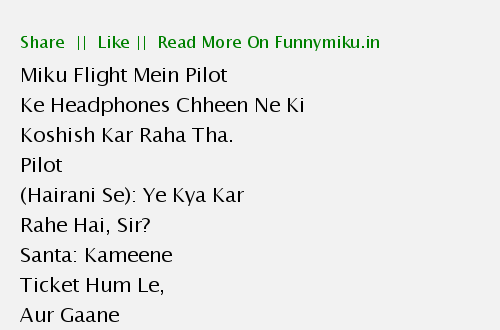 Share || Like || Read More On Funnymiku.in
Miku Flight Mein Pilot
Ke Headphones Chheen Ne Ki
Koshish Kar Raha Tha.
Pilot
(Hairani Se): Ye Kya Kar
Rahe Hai, Sir?
Santa: Kameene
Ticket Hum Le,
Aur Gaane